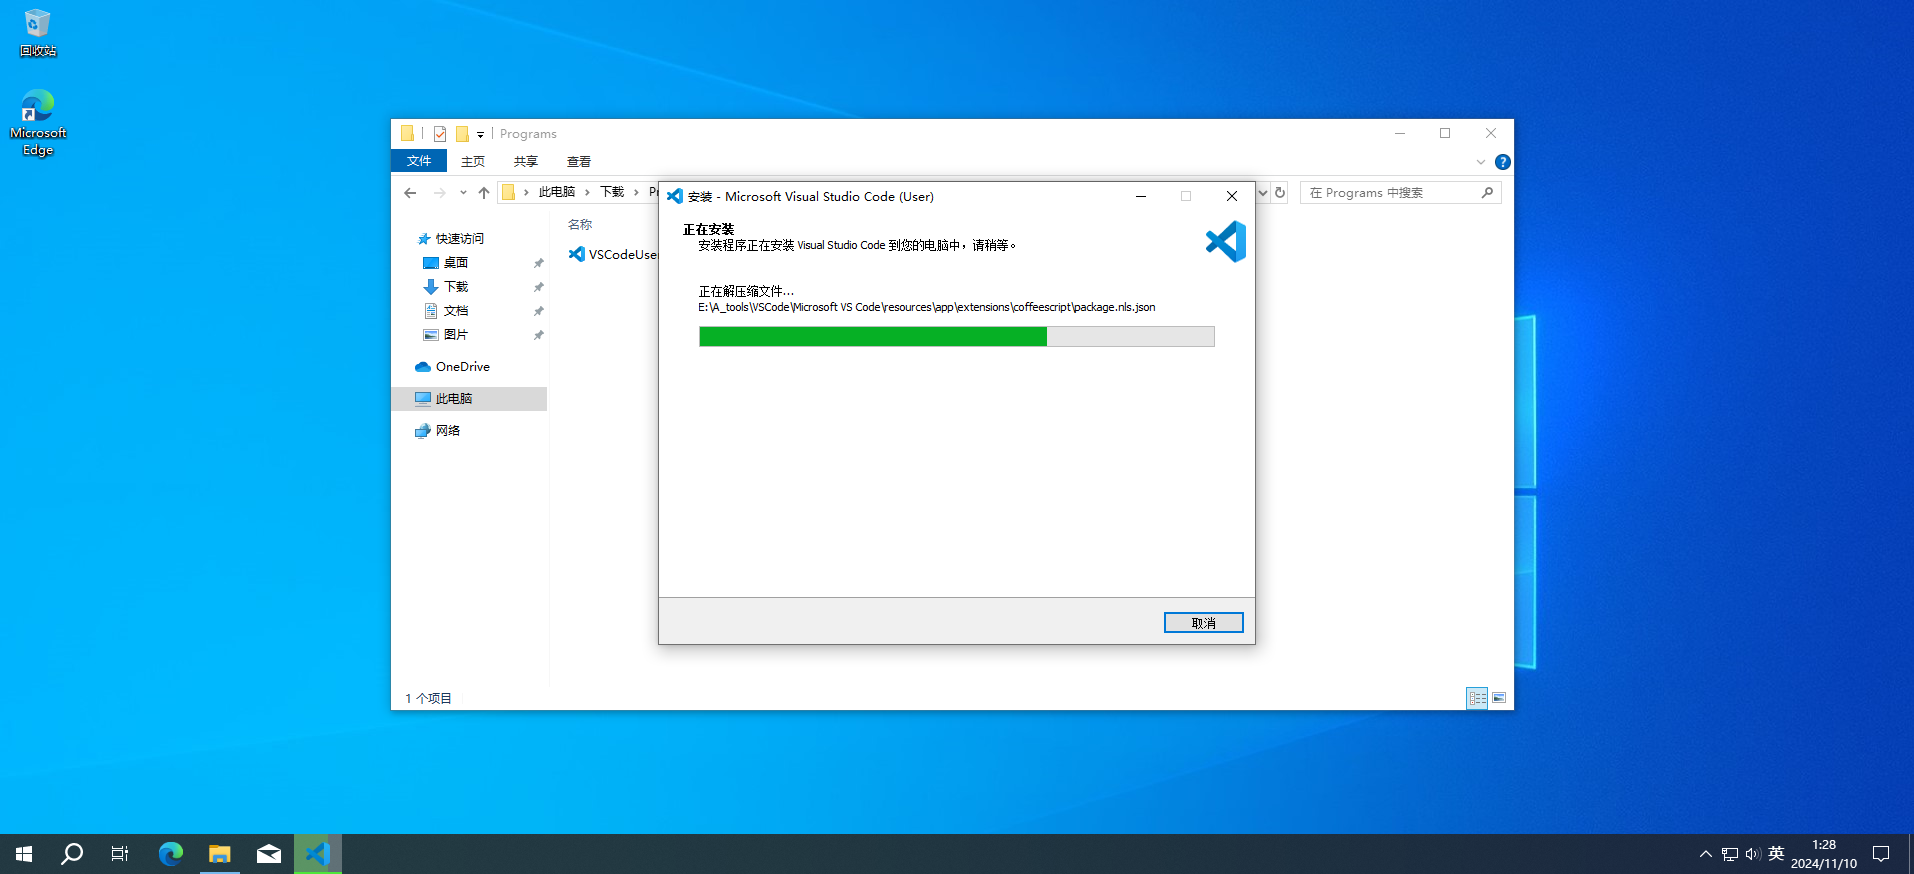 回收站
Microsoft
Edge
Programs
文件 主页 共享 查看
此电脑 下载
在 Programs 中搜索
名称
VSCodeUser
快速访问
桌面
下载
文档
图片
OneDrive
此电脑
网络
1 个项目
安装 - Microsoft Visual Studio Code (User)
正在安装
安装程序正在安装 Visual Studio Code 到您的电脑中，请稍等。
正在解压缩文件...
E:\A_tools\VSCode\Microsoft VS Code\resources\app\extensions\coffeescript\package.nls.json
取消
英
1:28
2024/11/10